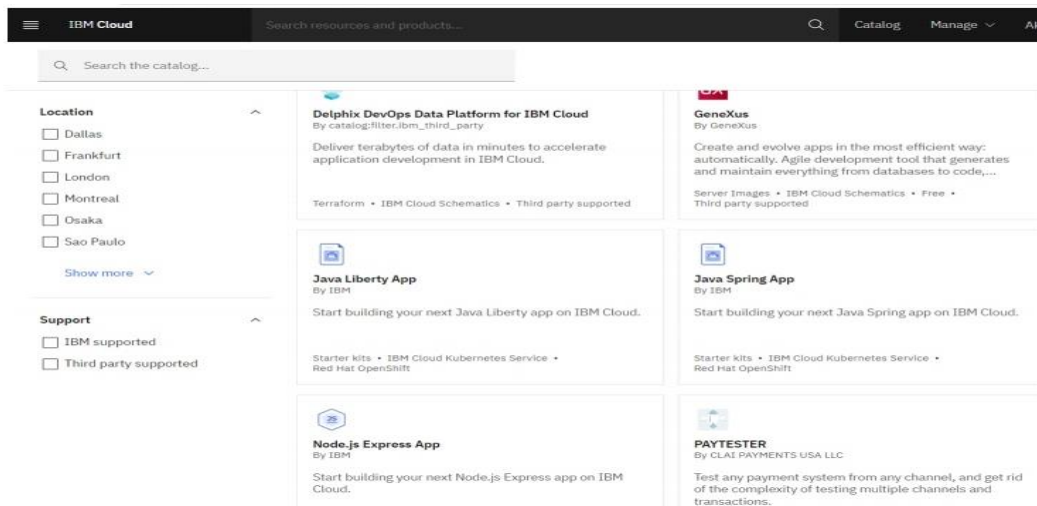 IBM Cloud
Search resources and products...
Catalog
Manage
Search the catalog...
Location
Dallas
Frankfurt
London
Montreal
Osaka
Sao Paulo
Show more
Support
IBM supported
Third party supported
Delphix DevOps Data Platform for IBM Cloud
By catalog:filter.ibm_third_party
Deliver terabytes of data in minutes to accelerate
application development in IBM Cloud.
Terraform • IBM Cloud Schematics • Third party supported
GX
GeneXus
By GeneXus
Create and evolve apps in the most efficient way:
automatically. Agile development tool that generates
and maintain everything from databases to code,...
Server Images • IBM Cloud Schematics • Free •
Third party supported
Java Liberty App
By IBM
Start building your next Java Liberty app on IBM Cloud.
Starter kits • IBM Cloud Kubernetes Service •
Red Hat OpenShift
Java Spring App
By IBM
Start building your next Java Spring app on IBM Cloud.
Starter kits • IBM Cloud Kubernetes Service •
Red Hat OpenShift
JS
Node.js Express App
By IBM
Start building your next Node.js Express app on IBM
Cloud.
PAYTESTER
By CLAI PAYMENTS USA LLC
Test any payment system from any channel, and get rid
of the complexity of testing multiple channels and
transactions.